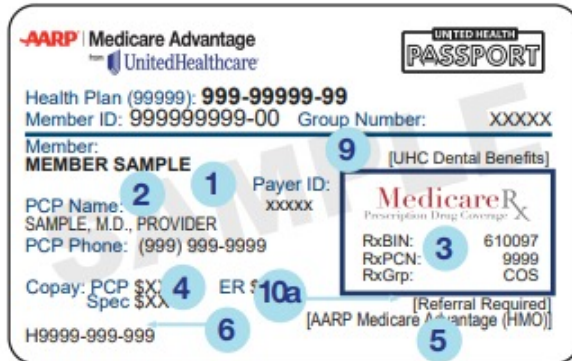 AARP | Medicare Advantage
from UnitedHealthcare
UNITED HEALTH
PASSPORT
Health Plan (99999): 999-99999-99
Member ID: 999999999-00 Group Number: XXXXX
Member:
MEMBER SAMPLE
9
[UHC Dental Benefits]
1
2
PCP Name:
Payer ID:
XXXXX
SAMPLE, M.D., PROVIDER
PCP Phone: (999) 999-9999
MedicareRx
Prescription Drug Coverage
RxBIN: 610097
RxPCN: 9999
RxGrp: COS
3
Copay: PCP $X
ER $
Spec $XX
4
10a
[Referral Required]
[AARP Medicare Advantage (HMO)]
H9999-999-999
6
5
SAMPLE